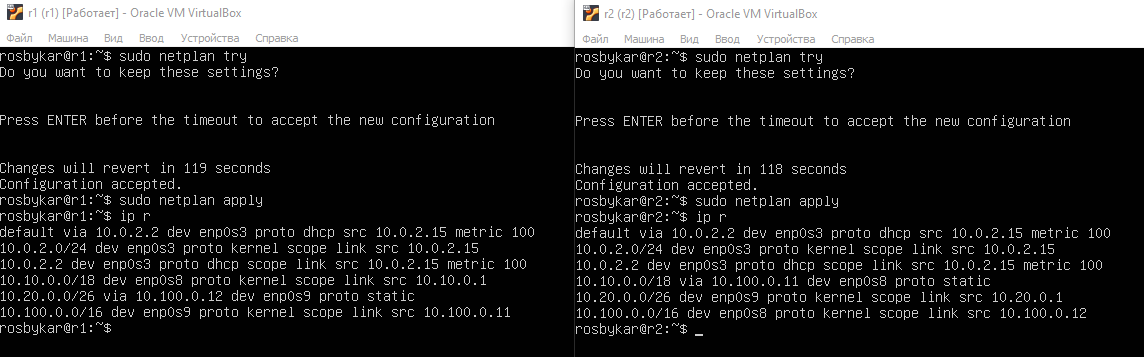 r1 (r1) [Работает] - Oracle VM VirtualBox
Файл Машина Вид Ввод Устройства Справка
rosbykar@r1:~$ sudo netplan try
Do you want to keep these settings?
Press ENTER before the timeout to accept the new configuration
Changes will revert in 119 seconds
Configuration accepted.
rosbykar@r1:~$ sudo netplan apply
rosbykar@r1:~$ ip r
default via 10.0.2.2 dev enp0s3 proto dhcp src 10.0.2.15 metric 100
10.0.2.0/24 dev enp0s3 proto kernel scope link src 10.0.2.15
10.0.2.2 dev enp0s3 proto dhcp scope link src 10.0.2.15 metric 100
10.10.0.0/18 dev enp0s8 proto kernel scope link src 10.10.0.1
10.20.0.0/26 via 10.100.0.12 dev enp0s9 proto static
10.100.0.0/16 dev enp0s9 proto kernel scope link src 10.100.0.11
rosbykar@r1:~$
r2 (r2) [Работает] - Oracle VM VirtualBox
Файл Машина Вид Ввод Устройства Справка
rosbykar@r2:~$ sudo netplan try
Do you want to keep these settings?
Press ENTER before the timeout to accept the new configuration
Changes will revert in 118 seconds
Configuration accepted.
rosbykar@r2:~$ sudo netplan apply
rosbykar@r2:~$ ip r
default via 10.0.2.2 dev enp0s3 proto dhcp src 10.0.2.15 metric 100
10.0.2.0/24 dev enp0s3 proto kernel scope link src 10.0.2.15
10.0.2.2 dev enp0s3 proto dhcp scope link src 10.0.2.15 metric 100
10.10.0.0/18 via 10.100.0.11 dev enp0s8 proto static
10.20.0.0/26 dev enp0s9 proto kernel scope link src 10.20.0.1
10.100.0.0/16 dev enp0s8 proto kernel scope link src 10.100.0.12
rosbykar@r2:~$ _